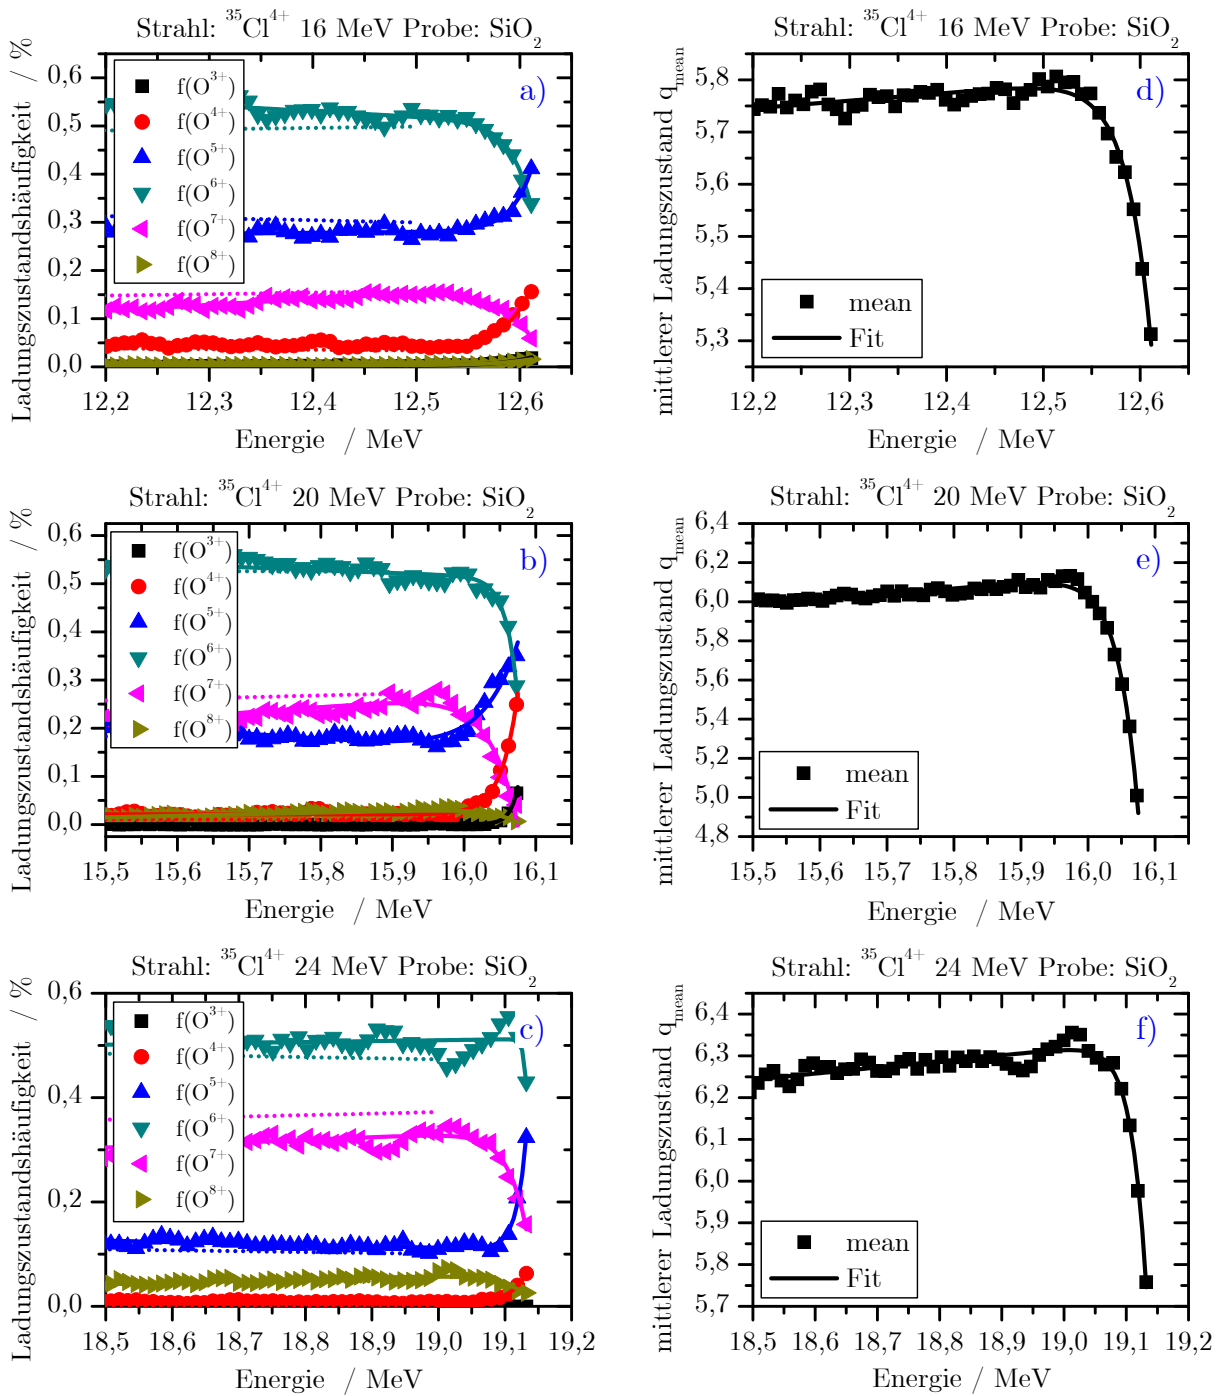 Strahl: ³⁵Cl⁴⁺ 16 MeV Probe: SiO₂
Ladungszustandshäufigkeit / %
0,6
0,5
0,4
0,3
0,2
0,1
0,0
f(O³⁺)
f(O⁴⁺)
f(O⁵⁺)
f(O⁶⁺)
f(O⁷⁺)
f(O⁸⁺)
a)
12,2 12,3 12,4 12,5 12,6
Energie / MeV
Strahl: ³⁵Cl⁴⁺ 16 MeV Probe: SiO₂
mittlerer Ladungszustand q_mean
5,8
5,7
5,6
5,5
5,4
5,3
d)
mean
Fit
12,2 12,3 12,4 12,5 12,6
Energie / MeV
Strahl: ³⁵Cl⁴⁺ 20 MeV Probe: SiO₂
Ladungszustandshäufigkeit / %
0,6
0,5
0,4
0,3
0,2
0,1
0,0
f(O³⁺)
f(O⁴⁺)
f(O⁵⁺)
f(O⁶⁺)
f(O⁷⁺)
f(O⁸⁺)
b)
15,5 15,6 15,7 15,8 15,9 16,0 16,1
Energie / MeV
Strahl: ³⁵Cl⁴⁺ 20 MeV Probe: SiO₂
mittlerer Ladungszustand q_mean
6,4
6,2
6,0
5,8
5,6
5,4
5,2
5,0
4,8
e)
mean
Fit
15,5 15,6 15,7 15,8 15,9 16,0 16,1
Energie / MeV
Strahl: ³⁵Cl⁴⁺ 24 MeV Probe: SiO₂
Ladungszustandshäufigkeit / %
0,6
0,4
0,2
0,0
f(O³⁺)
f(O⁴⁺)
f(O⁵⁺)
f(O⁶⁺)
f(O⁷⁺)
f(O⁸⁺)
c)
18,5 18,6 18,7 18,8 18,9 19,0 19,1 19,2
Energie / MeV
Strahl: ³⁵Cl⁴⁺ 24 MeV Probe: SiO₂
mittlerer Ladungszustand q_mean
6,4
6,3
6,2
6,1
6,0
5,9
5,8
5,7
f)
mean
Fit
18,5 18,6 18,7 18,8 18,9 19,0 19,1 19,2
Energie / MeV